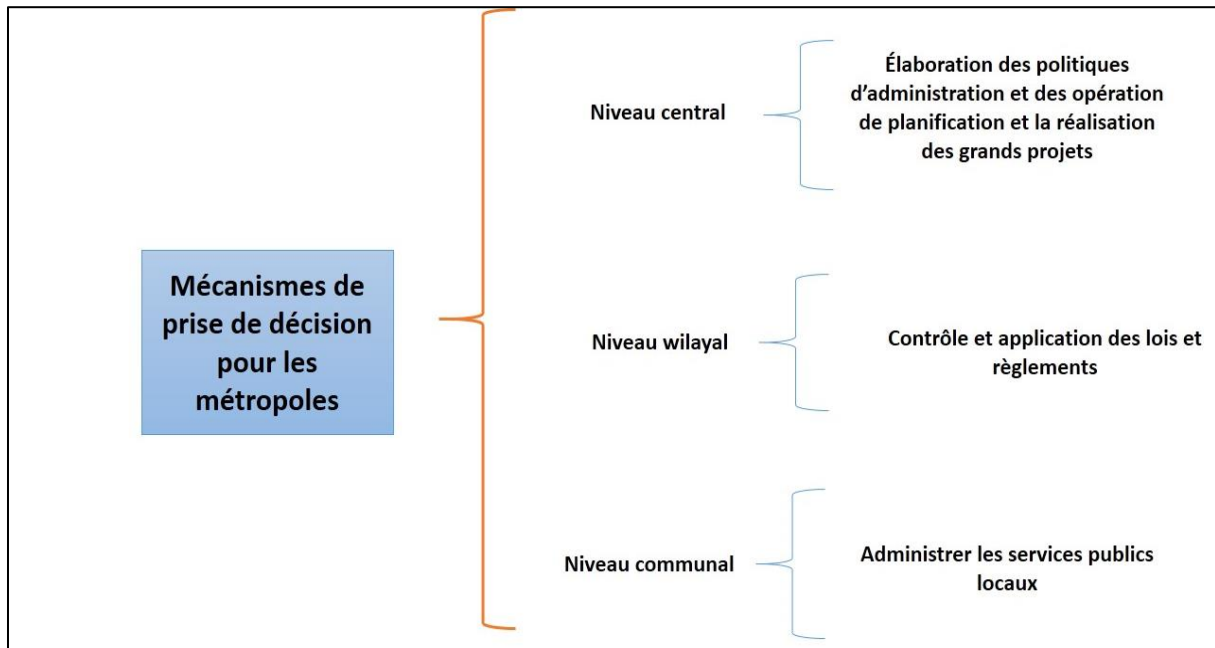 Mécanismes de
prise de décision
pour les
métropoles
Niveau central
Élaboration des politiques
d’administration et des opération
de planification et la réalisation
des grands projets
Niveau wilayal
Contrôle et application des lois et
règlements
Niveau communal
Administrer les services publics
locaux